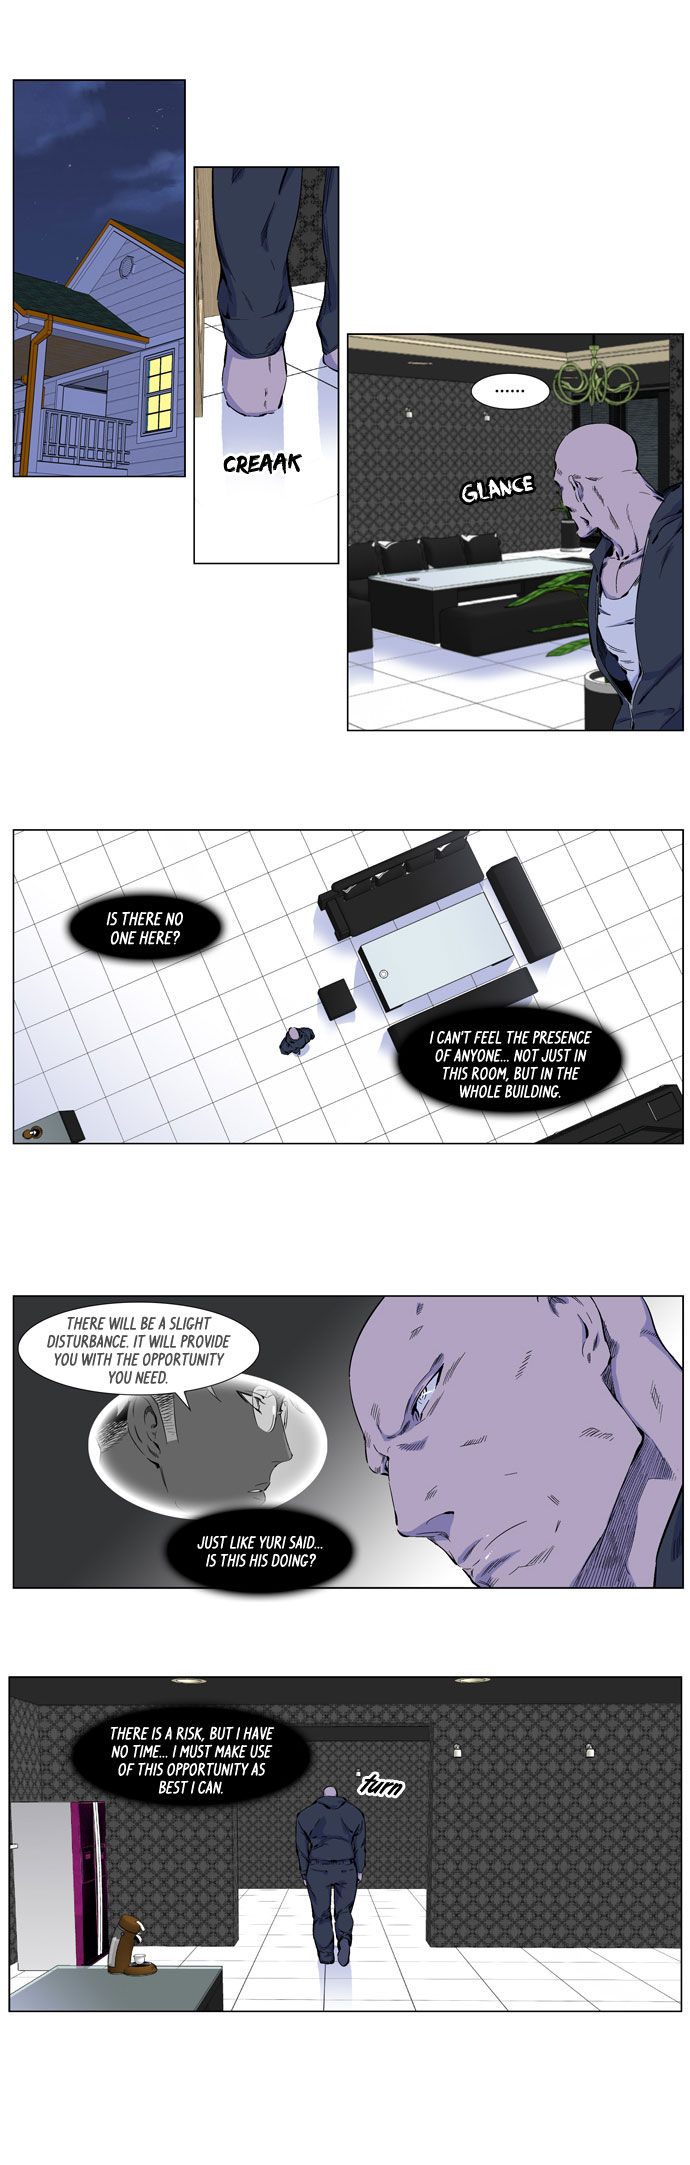 CREAAK
......
GLANCE
IS THERE NO
ONE HERE?
I CAN'T FEEL THE PRESENCE
OF ANYONE... NOT JUST IN
THIS ROOM, BUT IN THE
WHOLE BUILDING.
THERE WILL BE A SLIGHT
DISTURBANCE. IT WILL PROVIDE
YOU WITH THE OPPORTUNITY
YOU NEED.
JUST LIKE YURI SAID...
IS THIS HIS DOING?
THERE IS A RISK, BUT I HAVE
NO TIME... I MUST MAKE USE
OF THIS OPPORTUNITY AS
BEST I CAN.
turn